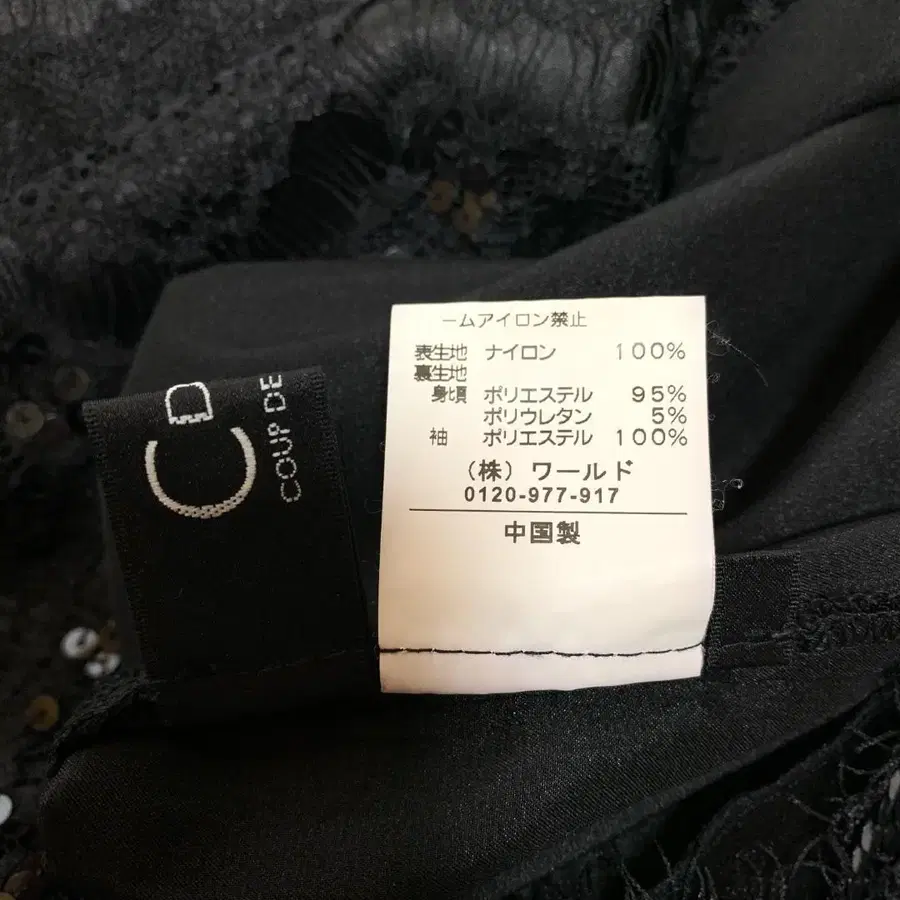 ームアイロン禁止
表生地 ナイロン 100%
裏生地
身頃 ポリエステル 95%
ポリウレタン 5%
袖 ポリエステル 100%
(株) ワールド
0120-977-917
中国製
CD
COUP DE